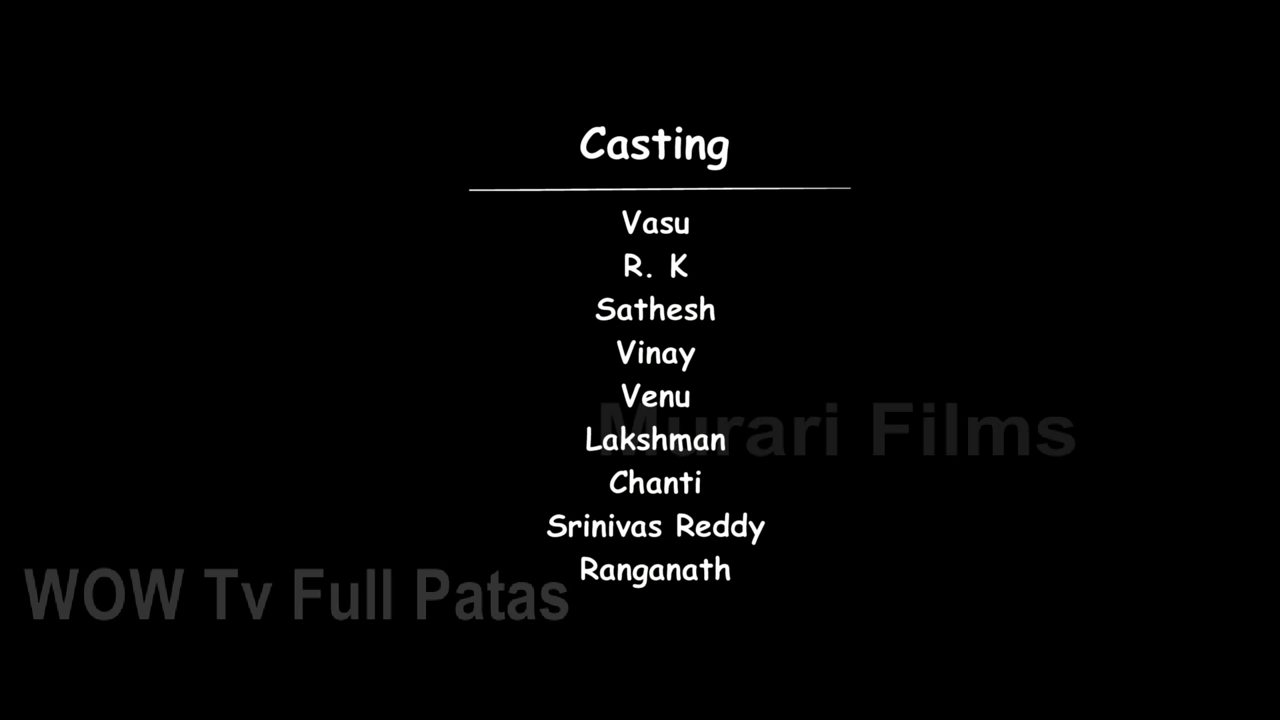 Casting
Vasu
R. K
Sathesh
Vinay
Venu
Murari Films
Lakshman
Chanti
Srinivas Reddy
Ranganath
WOW Tv Full Patas